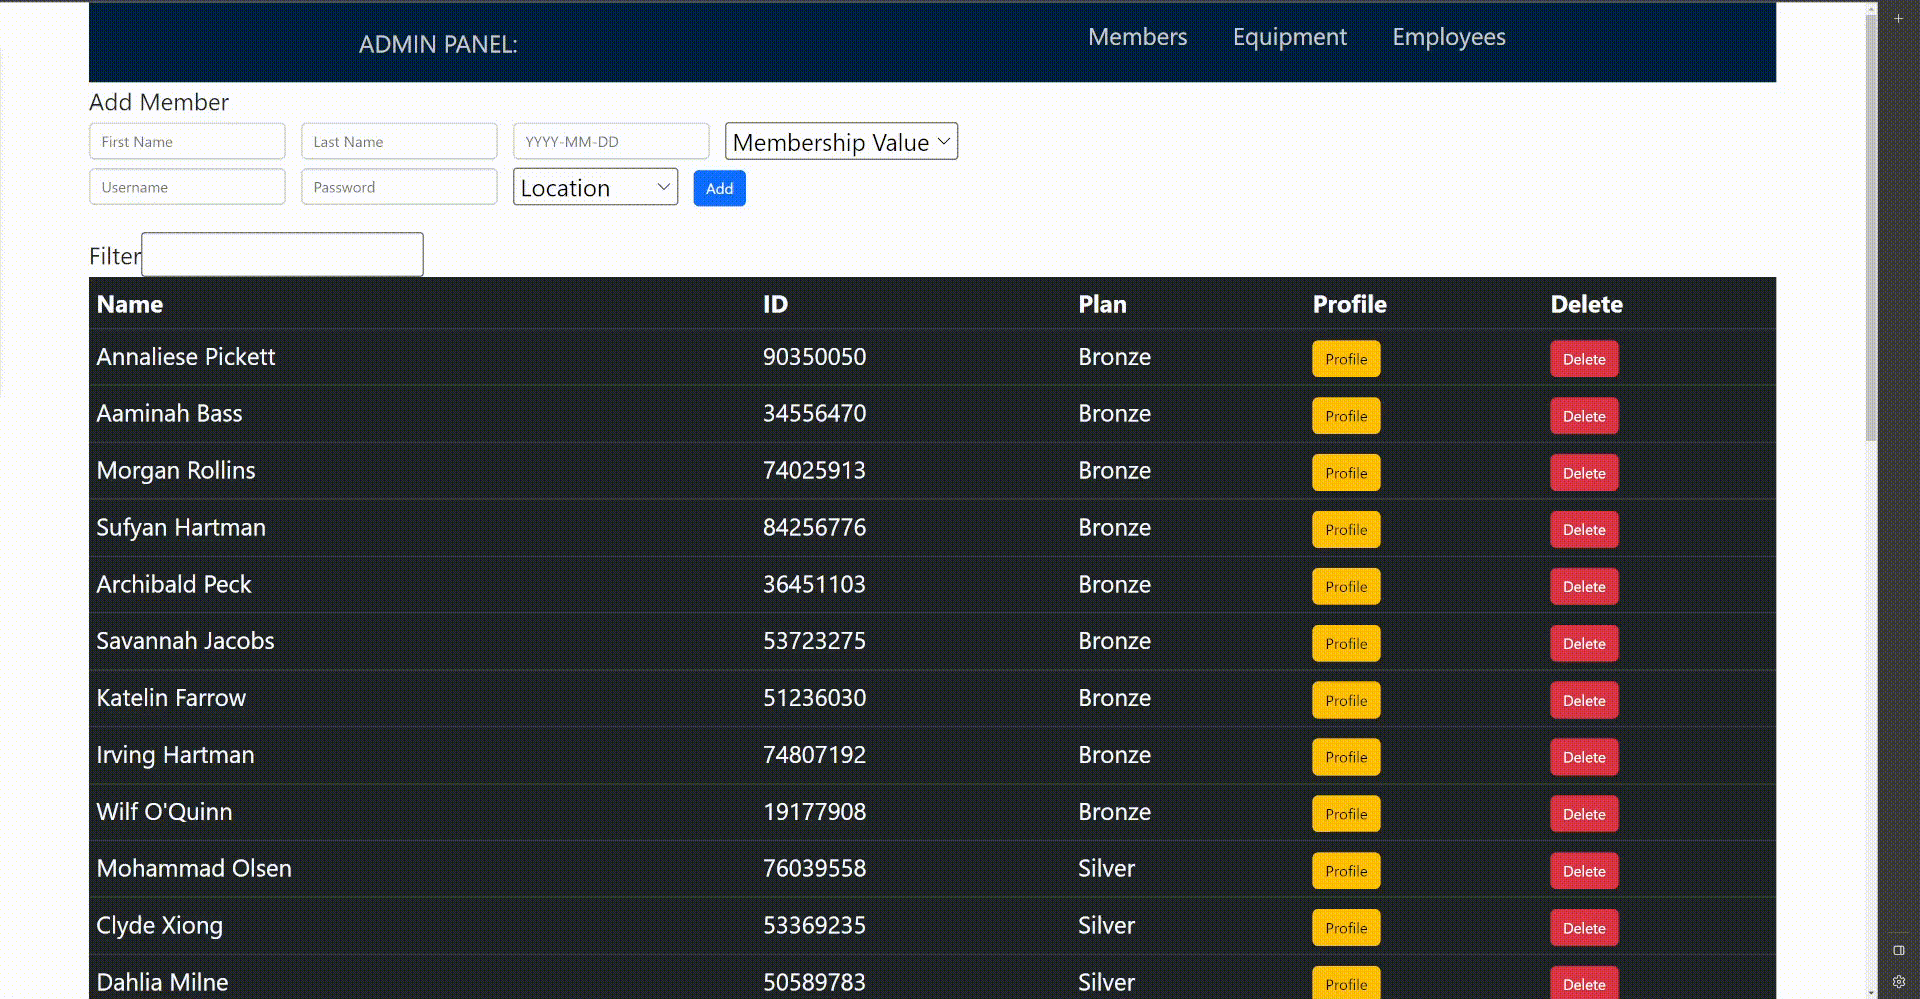 ADMIN PANEL: Members Equipment Employees
Add Member
First Name Last Name YYYY-MM-DD Membership Value
Username Password Location Add
Filter
Name ID Plan Profile Delete
Annaliese Pickett 90350050 Bronze Profile Delete
Aaminah Bass 34556470 Bronze Profile Delete
Morgan Rollins 74025913 Bronze Profile Delete
Sufyan Hartman 84256776 Bronze Profile Delete
Archibald Peck 36451103 Bronze Profile Delete
Savannah Jacobs 53723275 Bronze Profile Delete
Katelin Farrow 51236030 Bronze Profile Delete
Irving Hartman 74807192 Bronze Profile Delete
Wilf O'Quinn 19177908 Bronze Profile Delete
Mohammad Olsen 76039558 Silver Profile Delete
Clyde Xiong 53369235 Silver Profile Delete
Dahlia Milne 50589783 Silver Profile Delete